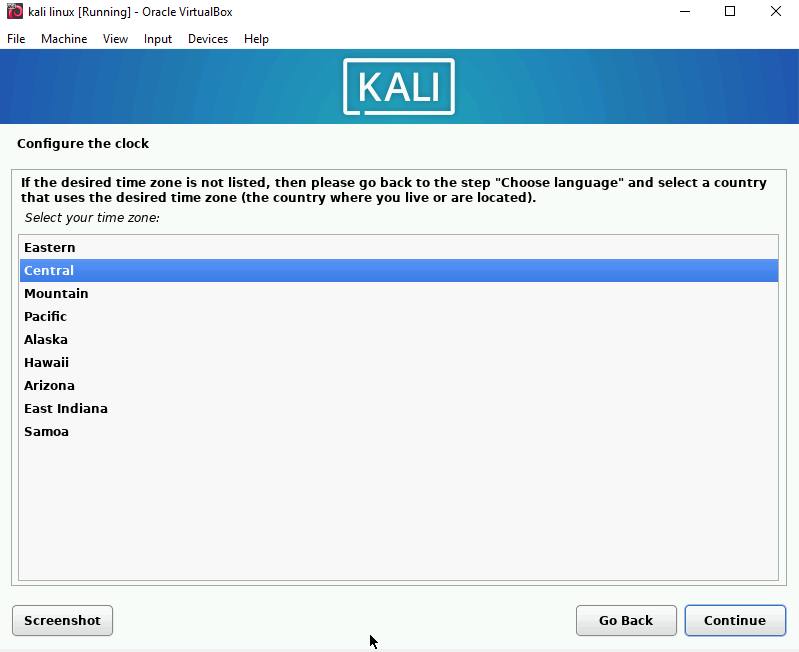 kali linux [Running] - Oracle VirtualBox
File Machine View Input Devices Help
KALI
Configure the clock
If the desired time zone is not listed, then please go back to the step "Choose language" and select a country
that uses the desired time zone (the country where you live or are located).
Select your time zone:
Eastern
Central
Mountain
Pacific
Alaska
Hawaii
Arizona
East Indiana
Samoa
Screenshot Go Back Continue